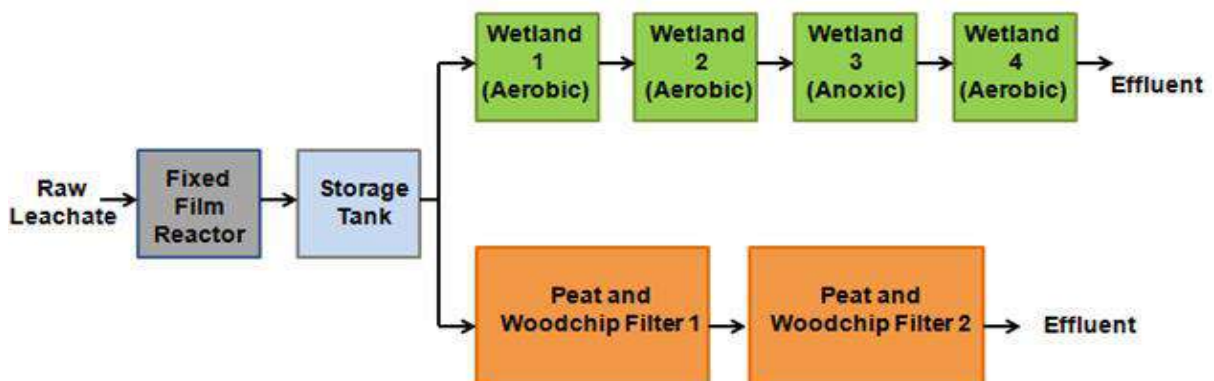 Raw
Leachate
Fixed
Film
Reactor
Storage
Tank
Wetland
1
(Aerobic)
Wetland
2
(Aerobic)
Wetland
3
(Anoxic)
Wetland
4
(Aerobic)
Effluent
Peat and
Woodchip Filter 1
Peat and
Woodchip Filter 2
Effluent